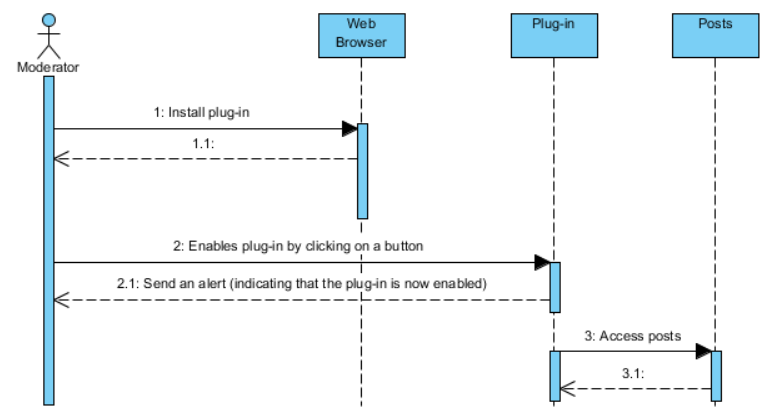 Web
Browser
Plug-in
Posts
Moderator
1: Install plug-in
1.1:
2: Enables plug-in by clicking on a button
2.1: Send an alert (indicating that the plug-in is now enabled)
3: Access posts
3.1: